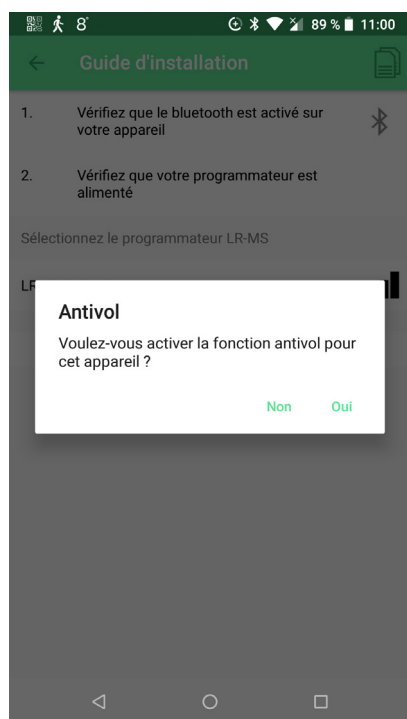 8° 89 % 11:00
Guide d'installation
1. Vérifiez que le bluetooth est activé sur
votre appareil
2. Vérifiez que votre programmateur est
alimenté
Sélectionnez le programmateur LR-MS
LR
Antivol
Voulez-vous activer la fonction antivol pour
cet appareil ?
Non Oui